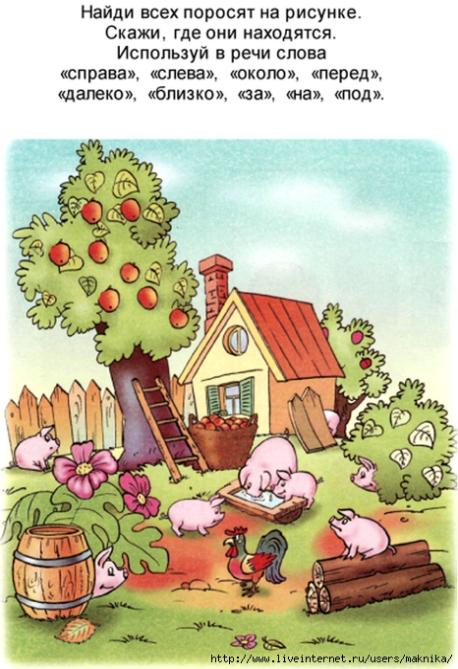 Найди всех поросят на рисунке.
Скажи, где они находятся.
Используй в речи слова
«справа», «слева», «около», «перед»,
«далеко», «близко», «за», «на», «под».
http://www.liveinternet.ru/users/maknika/